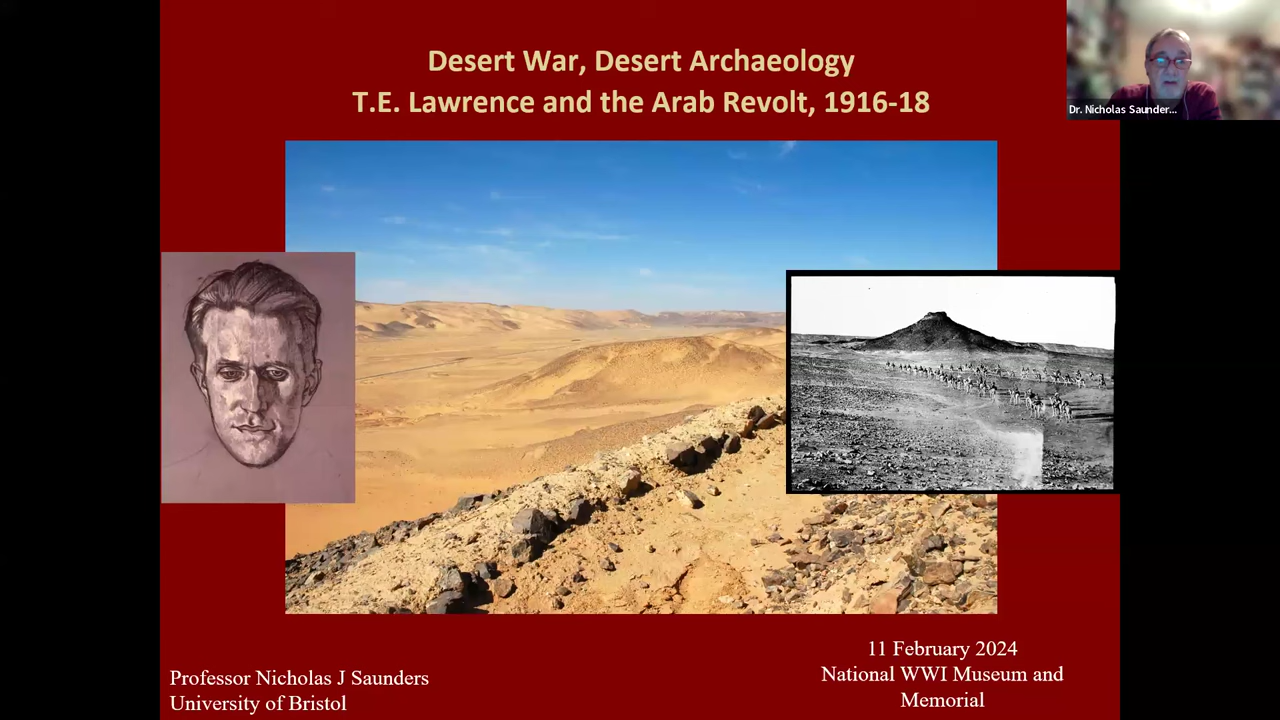 Desert War, Desert Archaeology
T.E. Lawrence and the Arab Revolt, 1916-18
Dr. Nicholas Saunder...
Professor Nicholas J Saunders
University of Bristol
11 February 2024
National WWI Museum and
Memorial